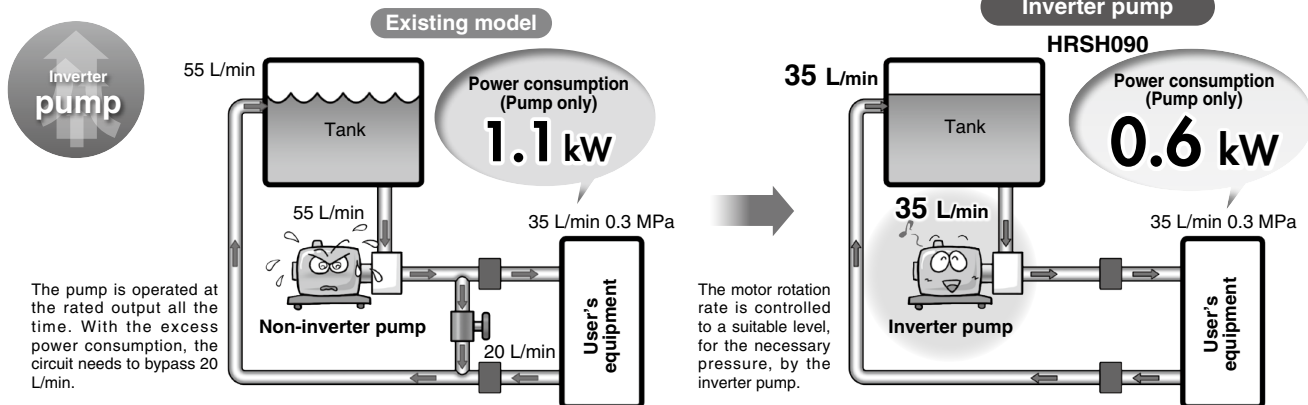 Inverter
pump
Existing model
55 L/min
Tank
Power consumption
(Pump only)
1.1 kW
55 L/min
35 L/min 0.3 MPa
Non-inverter pump
20 L/min
User's
equipment
The pump is operated at
the rated output all the
time. With the excess
power consumption, the
circuit needs to bypass 20
L/min.
Inverter pump
HRSH090
35 L/min
Tank
Power consumption
(Pump only)
0.6 kW
35 L/min
35 L/min 0.3 MPa
Inverter pump
User's
equipment
The motor rotation
rate is controlled
to a suitable level,
for the necessary
pressure, by the
inverter pump.